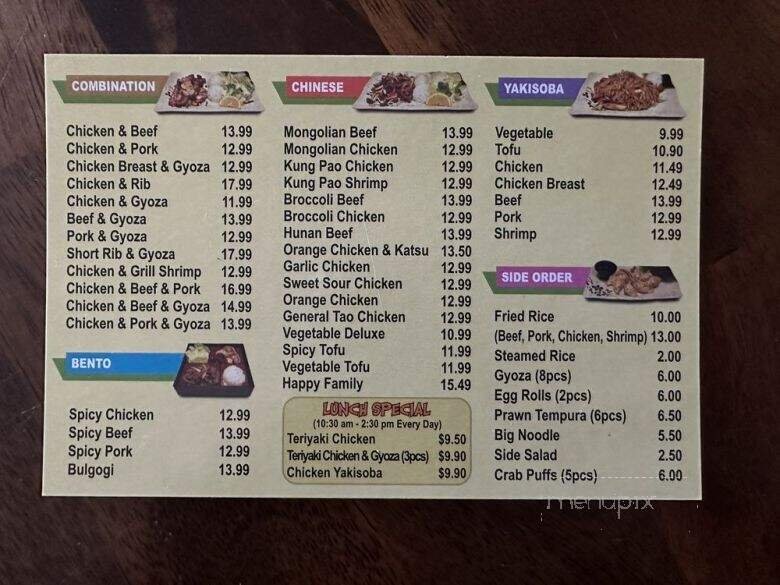 COMBINATION
Chicken & Beef 13.99
Chicken & Pork 12.99
Chicken Breast & Gyoza 12.99
Chicken & Rib 17.99
Chicken & Gyoza 11.99
Beef & Gyoza 13.99
Pork & Gyoza 12.99
Short Rib & Gyoza 17.99
Chicken & Grill Shrimp 12.99
Chicken & Beef & Pork 16.99
Chicken & Beef & Gyoza 14.99
Chicken & Pork & Gyoza 13.99
BENTO
Spicy Chicken 12.99
Spicy Beef 13.99
Spicy Pork 12.99
Bulgogi 13.99
CHINESE
Mongolian Beef 13.99
Mongolian Chicken 12.99
Kung Pao Chicken 12.99
Kung Pao Shrimp 12.99
Broccoli Beef 13.99
Broccoli Chicken 12.99
Hunan Beef 13.99
Orange Chicken & Katsu 13.50
Garlic Chicken 12.99
Sweet Sour Chicken 12.99
Orange Chicken 12.99
General Tao Chicken 12.99
Vegetable Deluxe 10.99
Spicy Tofu 11.99
Vegetable Tofu 11.99
Happy Family 15.49
LUNCH SPECIAL
(10:30 am - 2:30 pm Every Day)
Teriyaki Chicken $9.50
Teriyaki Chicken & Gyoza (3pcs) $9.90
Chicken Yakisoba $9.90
YAKISOBA
Vegetable 9.99
Tofu 10.90
Chicken 11.49
Chicken Breast 12.49
Beef 13.99
Pork 12.99
Shrimp 12.99
SIDE ORDER
Fried Rice 10.00
(Beef, Pork, Chicken, Shrimp) 13.00
Steamed Rice 2.00
Gyoza (8pcs) 6.00
Egg Rolls (2pcs) 6.00
Prawn Tempura (6pcs) 6.50
Big Noodle 5.50
Side Salad 2.50
Crab Puffs (5pcs) 6.00
menupix